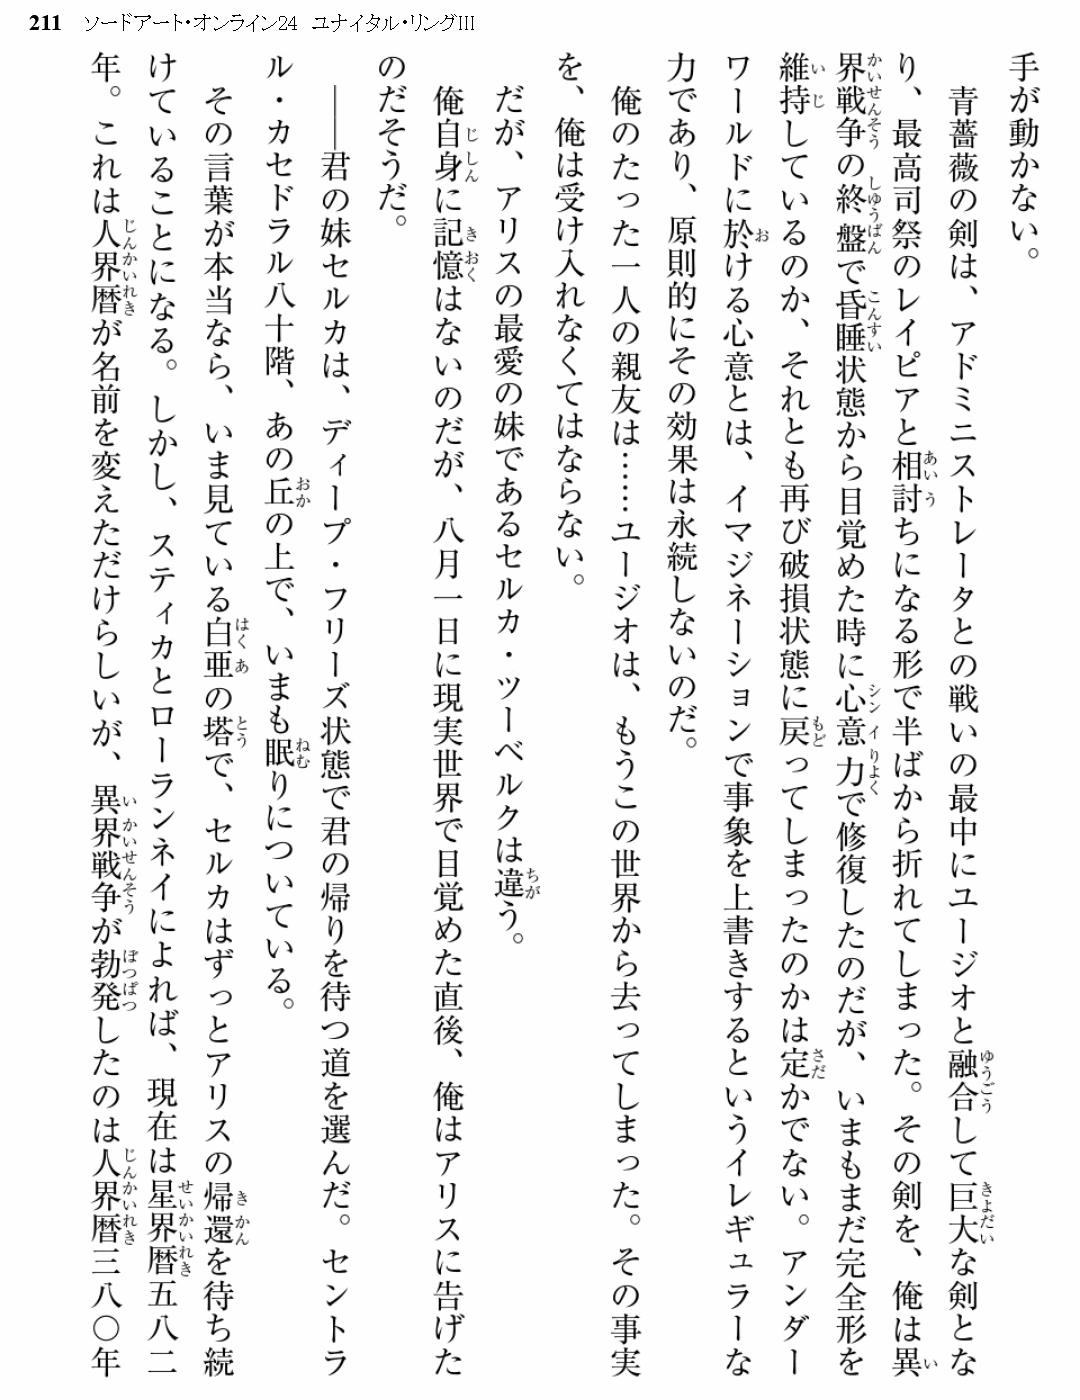 211 ソードアート・オンライン24 ユナイタル・リングIII
手が動かない。
青薔薇の剣は、アドミニストレータとの戦いの最中にユージオと融合して巨大な剣とな
り、最高司祭のレイピアと相討ちになる形で半ばから折れてしまった。その剣を、俺は異
界戦争の終盤で昏睡状態から目覚めた時に心意力で修復したのだが、いまもまだ完全形を
維持しているのか、それとも再び破損状態に戻ってしまったのかは定かでない。アンダー
ワールドに於ける心意とは、イマジネーションで事象を上書きするというイレギュラーな
力であり、原則的にその効果は永続しないのだ。
俺のたった一人の親友は……ユージオは、もうこの世界から去ってしまった。その事実
を、俺は受け入れなくてはならない。
だが、アリスの最愛の妹であるセルカ・ツーベルクは違う。
俺自身に記憶はないのだが、八月一日に現実世界で目覚めた直後、俺はアリスに告げた
のだそうだ。
――君の妹セルカは、ディープ・フリーズ状態で君の帰りを待つ道を選んだ。セントラ
ル・カセドラル八十階、あの丘の上で、いまも眠りについている。
その言葉が本当なら、いま見ている白亜の塔で、セルカはずっとアリスの帰還を待ち続
けていることになる。しかし、スティカとローランネイによれば、現在は星界暦五八二
年。これは人界暦が名前を変えただけらしいが、異界戦争が勃発したのは人界暦三八〇年